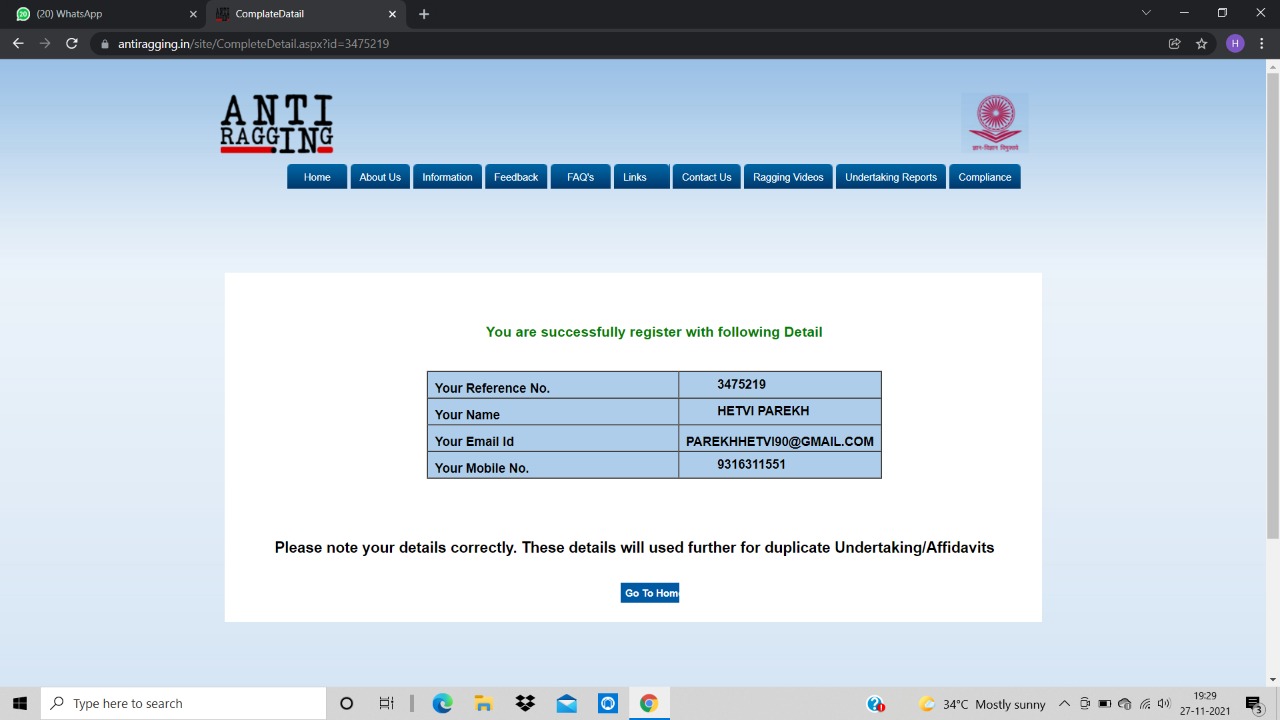 (20) WhatsApp
ComplateDetail
antiragging.in/site/CompleteDetail.aspx?id=3475219
H
ANTI
RAGGING
ज्ञान-विज्ञान विमुक्तये
Home About Us Information Feedback FAQ's Links Contact Us Ragging Videos Undertaking Reports Compliance
You are successfully register with following Detail
Your Reference No. 3475219
Your Name HETVI PAREKH
Your Email Id PAREKHHETVI90@GMAIL.COM
Your Mobile No. 9316311551
Please note your details correctly. These details will used further for duplicate Undertaking/Affidavits
Go To Hom
Type here to search
34°C Mostly sunny
19:29
27-11-2021
3